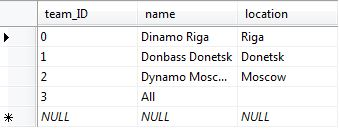 team_ID name location
0 Dinamo Riga Riga
1 Donbass Donetsk Donetsk
2 Dynamo Mosc... Moscow
3 All
NULL NULL NULL